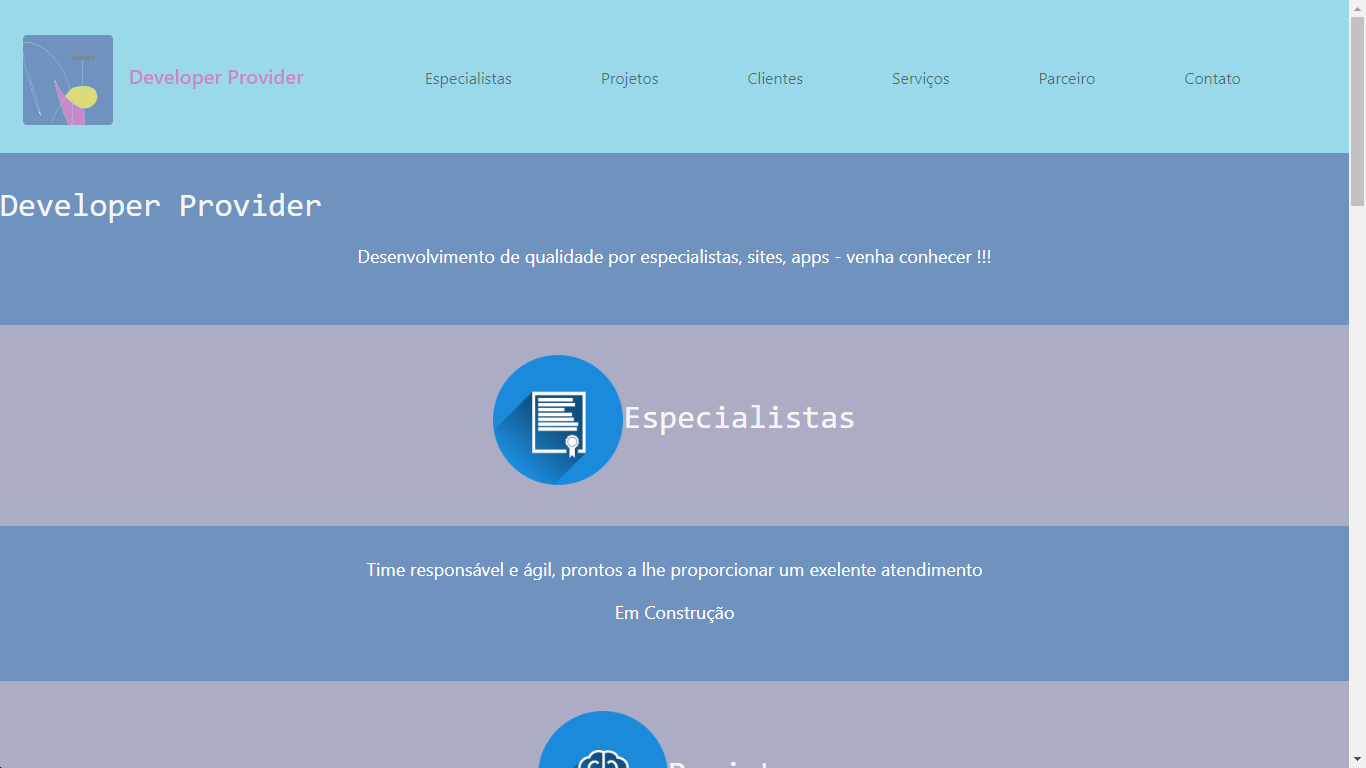 Developer Provider
Especialistas
Projetos
Clientes
Serviços
Parceiro
Contato
Developer Provider
Desenvolvimento de qualidade por especialistas, sites, apps - venha conhecer !!!
Especialistas
Time responsável e ágil, prontos a lhe proporcionar um exelente atendimento
Em Construção